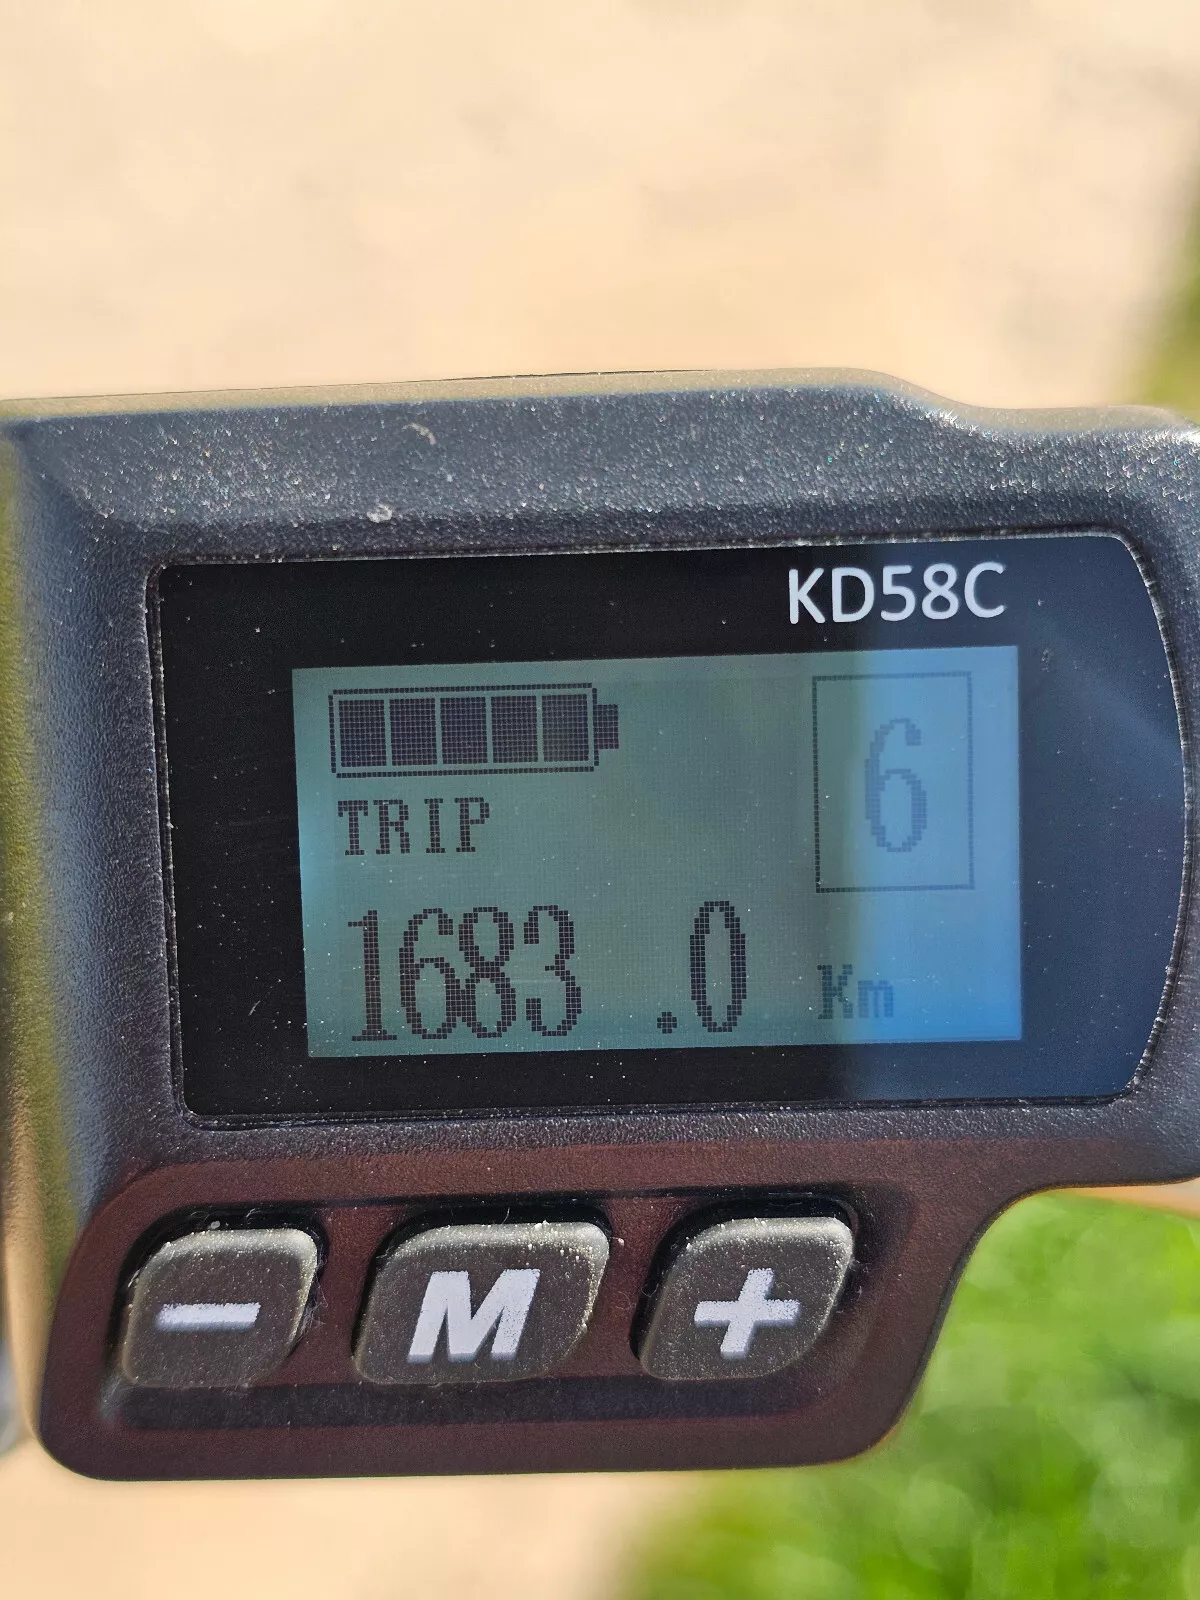 KD58C
6
TRIP
1683 .0 Km
- M +